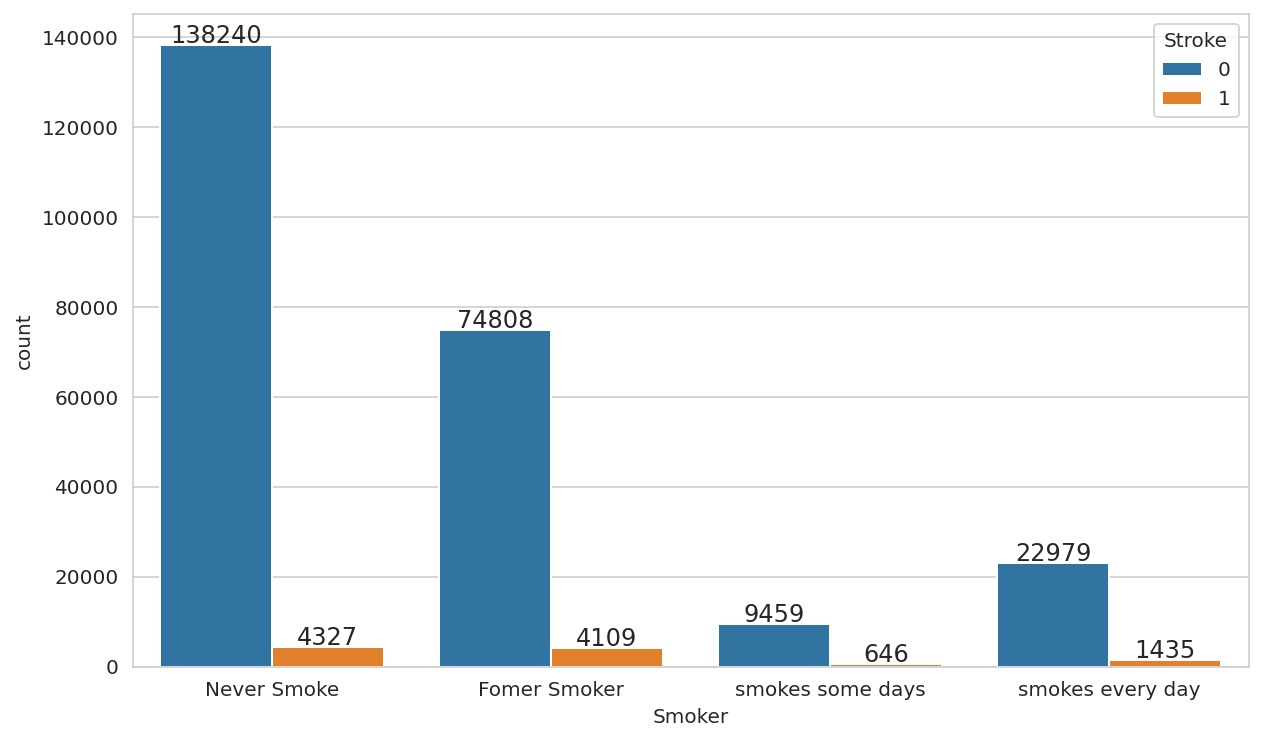 140000
120000
100000
80000
60000
40000
20000
0
count
138240
4327
74808
4109
9459
646
22979
1435
Never Smoke
Fomer Smoker
smokes some days
smokes every day
Smoker
Stroke
0
1